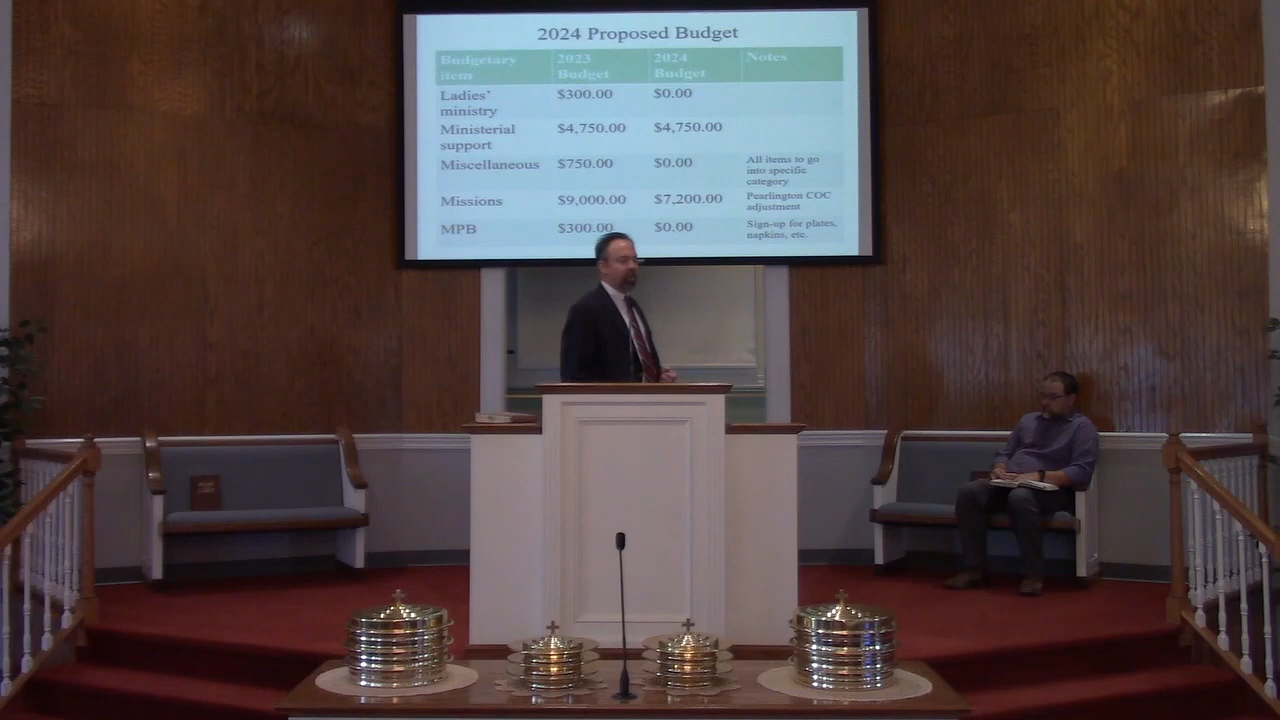 2024 Proposed Budget
Budgetary item 2023 Budget 2024 Budget Notes
Ladies' ministry $300.00 $0.00
Ministerial support $4,750.00 $4,750.00
Miscellaneous $750.00 $0.00 All items to go into specific category
Missions $9,000.00 $7,200.00 Pearlington COC adjustment
MPB $300.00 $0.00 Sign-up for plates, napkins, etc.